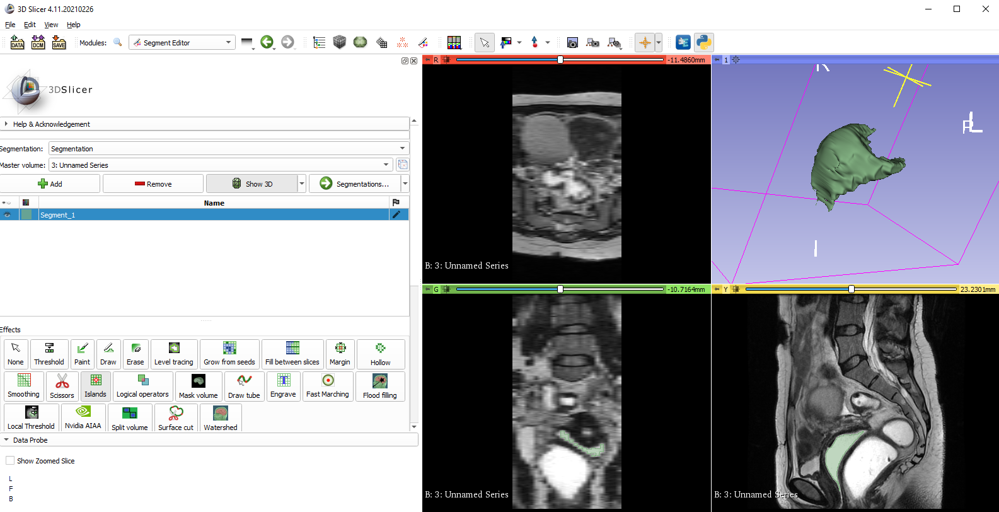 3D Slicer 4.11.20210226
File Edit View Help
DATA DCM SAVE Modules: Segment Editor
R -11.4860mm
1
3DSlicer
Help & Acknowledgement
Segmentation: Segmentation
Master volume: 3: Unnamed Series
Add Remove Show 3D Segmentations...
Name
Segment_1
R
L
I
B: 3: Unnamed Series
G -10.7164mm
Y 23.2301mm
Effects
None Threshold Paint Draw Erase Level tracing Grow from seeds Fill between slices Margin Hollow
Smoothing Scissors Islands Logical operators Mask volume Draw tube Engrave Fast Marching Flood filling
Local Threshold Nvidia AIAA Split volume Surface cut Watershed
Data Probe
Show Zoomed Slice
L
F
B
B: 3: Unnamed Series
B: 3: Unnamed Series